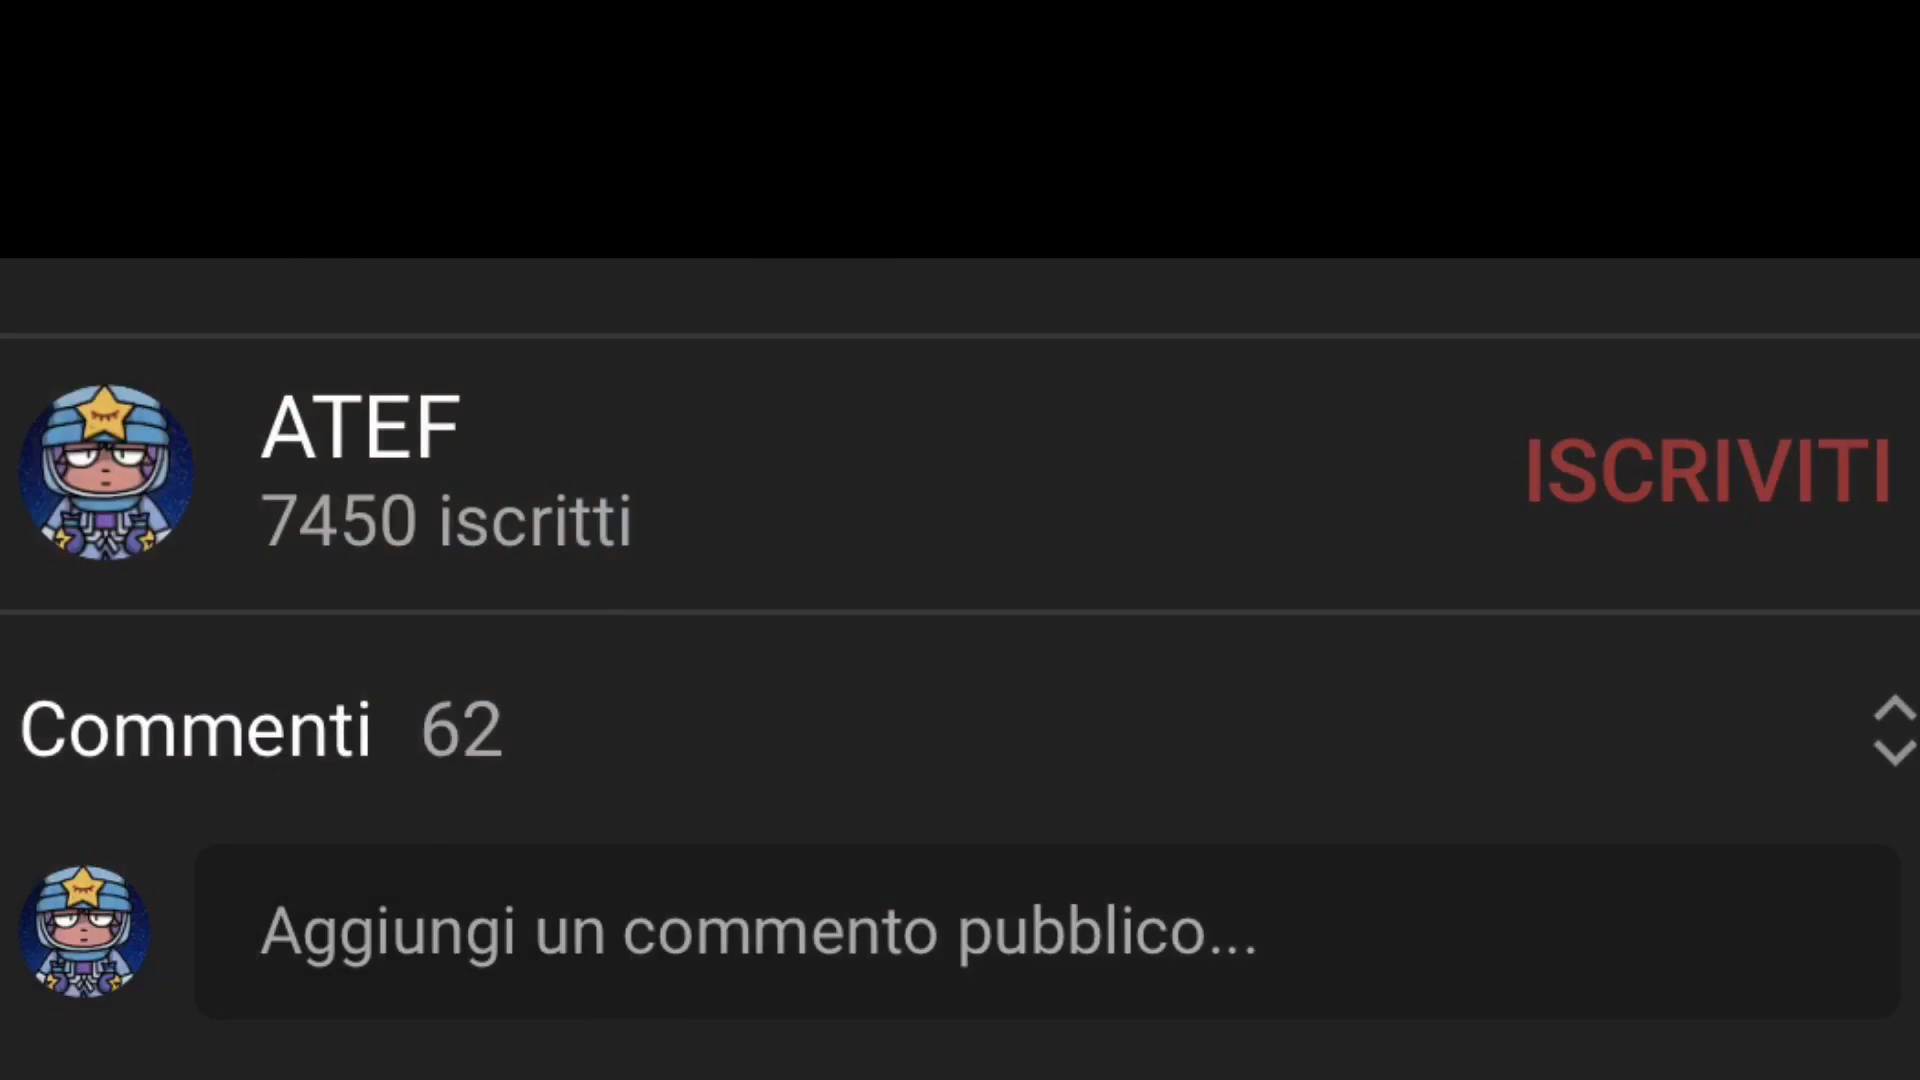 ATEF
7450 iscritti
ISCRIVITI
Commenti 62
Aggiungi un commento pubblico...